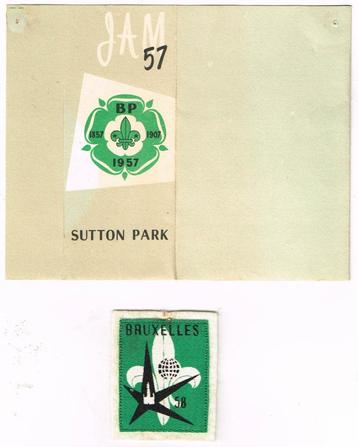 JAM
57
BP
1857 1907
1957
SUTTON PARK
BRUXELLES
58